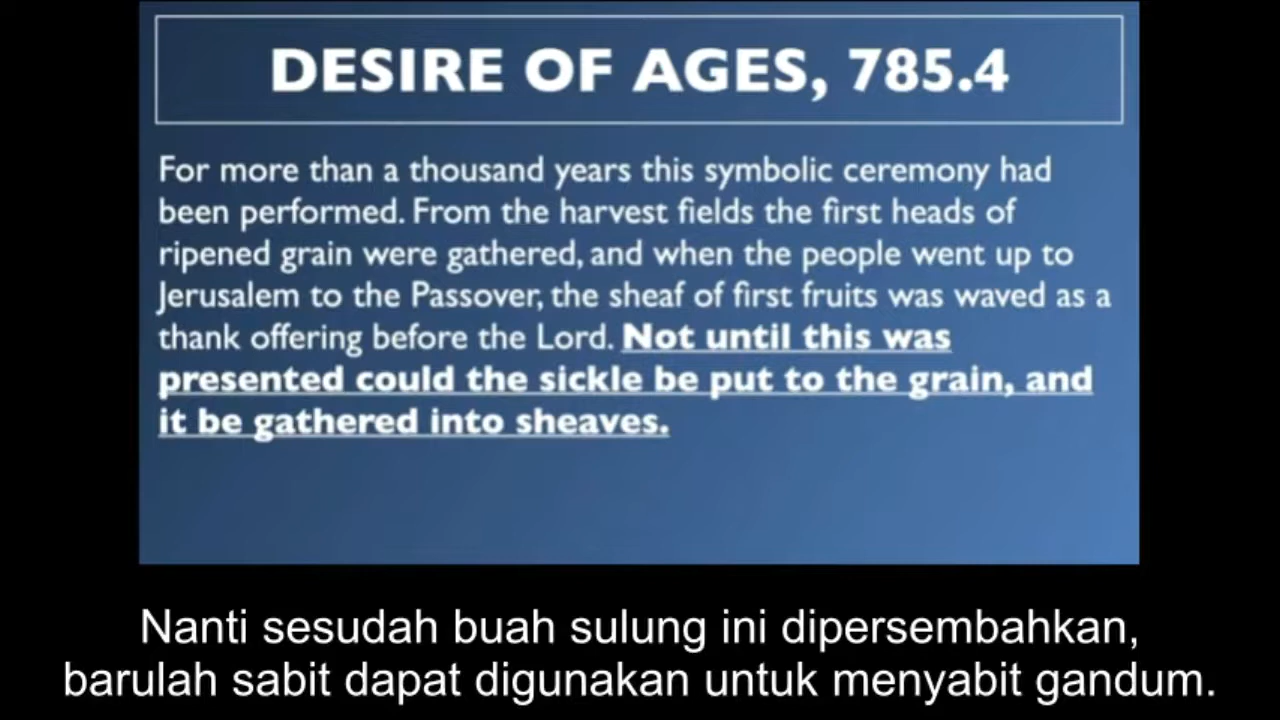 DESIRE OF AGES, 785.4
For more than a thousand years this symbolic ceremony had
been performed. From the harvest fields the first heads of
ripened grain were gathered, and when the people went up to
Jerusalem to the Passover, the sheaf of first fruits was waved as a
thank offering before the Lord. Not until this was
presented could the sickle be put to the grain, and
it be gathered into sheaves.
Nanti sesudah buah sulung ini dipersembahkan,
barulah sabit dapat digunakan untuk menyabit gandum.